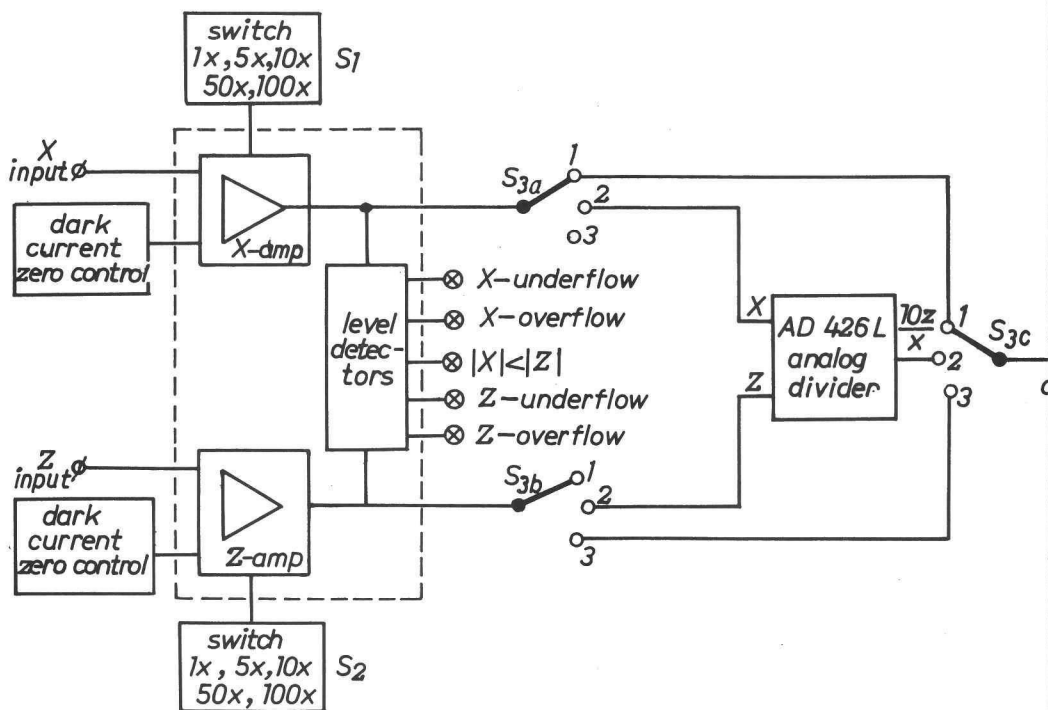 switch
1x, 5x, 10x
50x, 100x
S1
X
input
dark
current
zero control
X-amp
level
detec-
tors
X-underflow
X-overflow
|X|<|Z|
Z-underflow
Z-overflow
Z
input
dark
current
zero control
Z-amp
switch
1x, 5x, 10x
50x, 100x
S2
S3a
1
2
3
S3b
1
2
3
X
Z
AD 426L
analog
divider
10z
x
1
2
3
S3c